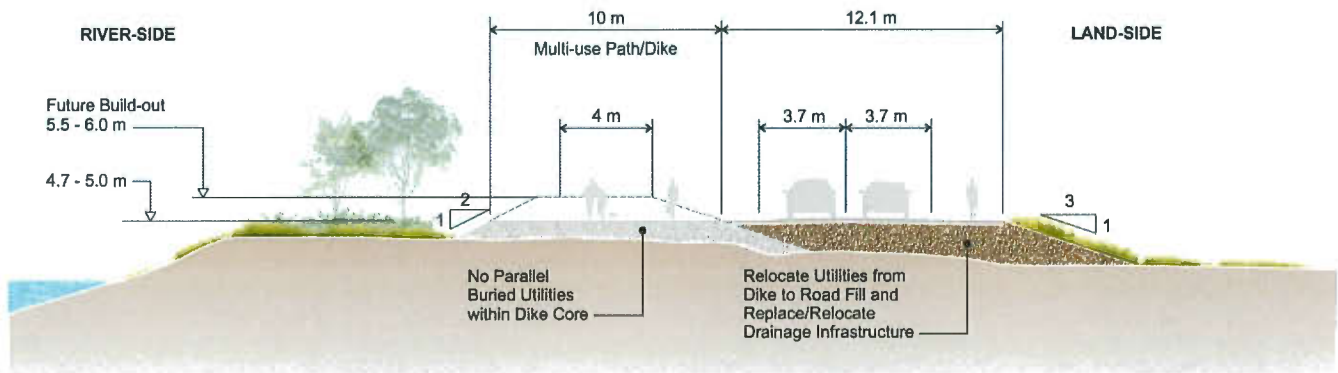 RIVER-SIDE
10 m
12.1 m
LAND-SIDE
Multi-use Path/Dike
Future Build-out
5.5 - 6.0 m
4 m
3.7 m
3.7 m
4.7 - 5.0 m
2
1
3
1
No Parallel
Buried Utilities
within Dike Core
Relocate Utilities from
Dike to Road Fill and
Replace/Relocate
Drainage Infrastructure